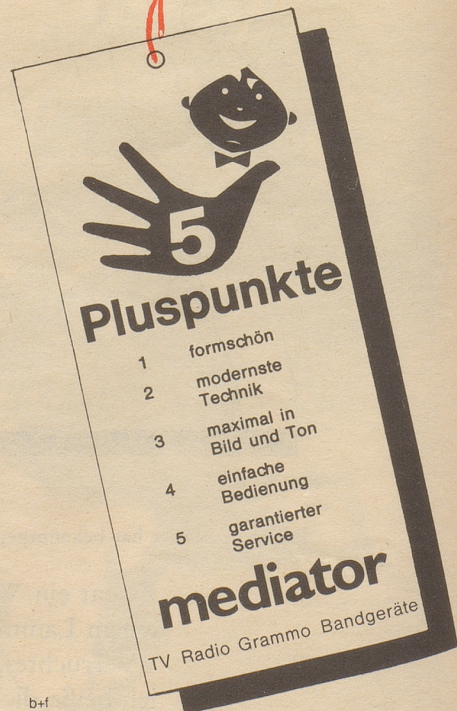 5
Pluspunkte
1 formschön
2 modernste
Technik
3 maximal in
Bild und Ton
4 einfache
Bedienung
5 garantierter
Service
mediator
TV Radio Grammo Bandgeräte
b+f